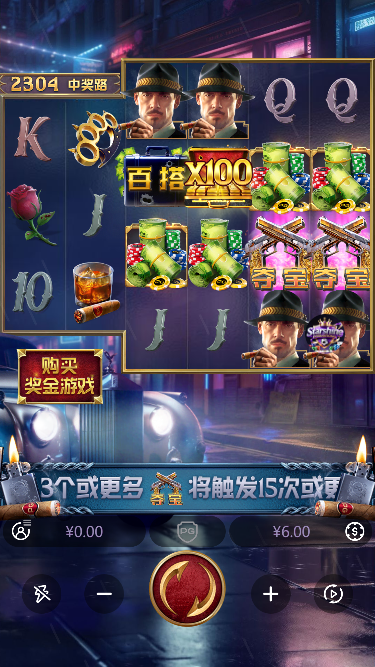 2304 中奖路
Q Q
K
百搭 X100
J
夺宝 夺宝
10
J J
Starshine
购买
奖金游戏
3个或更多 夺宝 将触发15次或更
¥0.00 PG ¥6.00